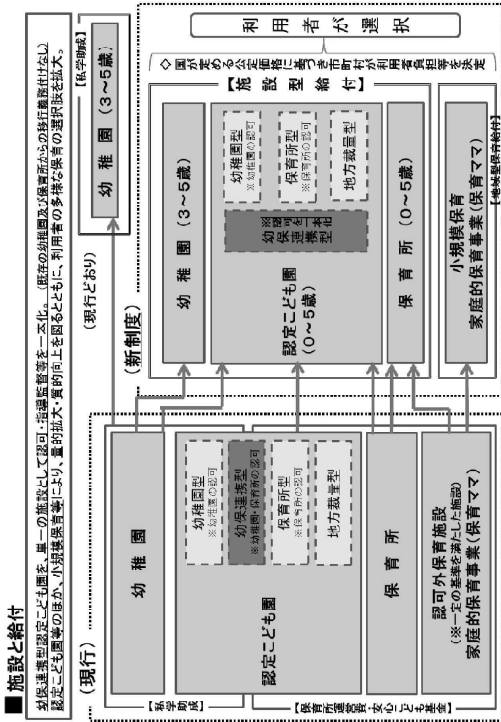 ■施設と給付
幼保連携型認定こども園を、単一の施設として認可・指導監督等を一本化。(既存の幼稚園及び保育所からの移行義務付けなし)
認定こども園等のほか、小規模保育等により、量的拡大・質的向上を図るとともに、利用者の多様な保育の選択肢を拡大。
(現行)
【私学助成】
幼稚園
認定こども園
幼稚園型
※幼稚園の認可
幼保連携型
※幼稚園・保育所の認可
保育所型
※保育所の認可
地方裁量型
保育所
認可外保育施設
(※一定の基準を満たした施設)
家庭的保育事業(保育ママ)
【保育所運営費・安心こども基金】
(現行どおり)
【私学助成】
幼稚園(3~5歳)
(新制度)
利用者が選択
◇国が定める公定価格に基づき市町村が利用者負担等を決定
【施設型給付】
幼稚園(3~5歳)
認定こども園
(0~5歳)
※認可を一本化
幼保連携型
幼稚園型
※幼稚園の認可
保育所型
※保育所の認可
地方裁量型
保育所(0~5歳)
小規模保育
家庭的保育事業(保育ママ)
【地域型保育給付】